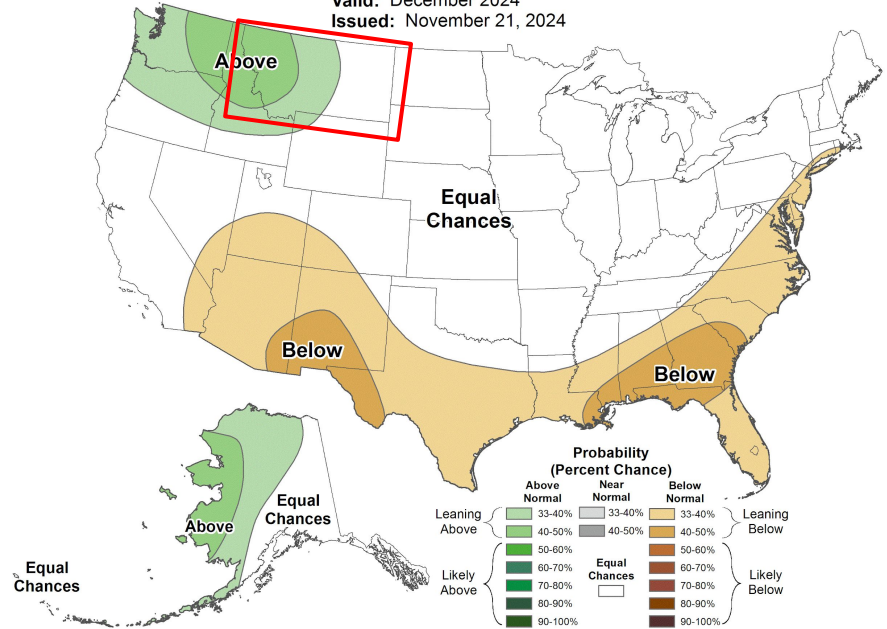 Valid: December 2024
Issued: November 21, 2024
Above
Equal
Chances
Below
Below
Above
Equal
Chances
Equal
Chances
Probability
(Percent Chance)
Above
Normal
Near
Normal
Below
Normal
Leaning
Above
33-40%
33-40%
33-40%
Leaning
Below
40-50%
40-50%
40-50%
Likely
Above
50-60%
Equal
Chances
50-60%
Likely
Below
60-70%
60-70%
70-80%
70-80%
80-90%
80-90%
90-100%
90-100%